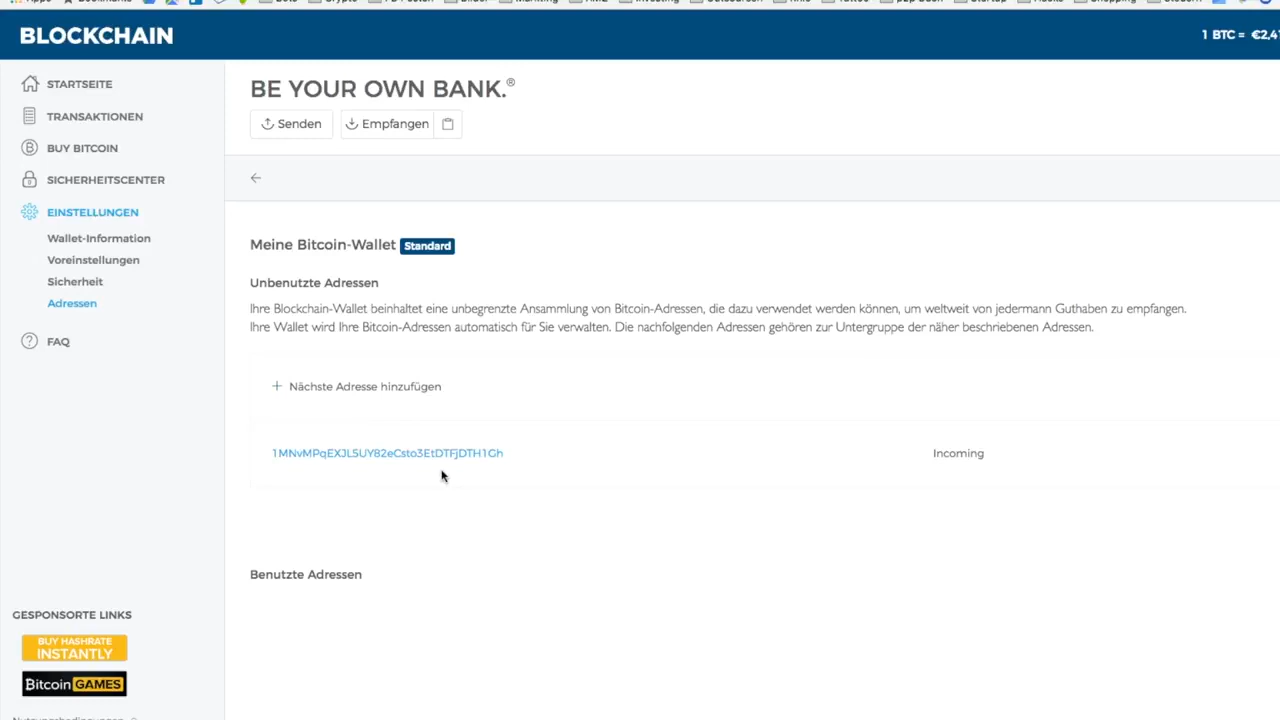 BLOCKCHAIN
1 BTC = €2,4
STARTSEITE
TRANSAKTIONEN
BUY BITCOIN
SICHERHEITSCENTER
EINSTELLUNGEN
Wallet-Information
Voreinstellungen
Sicherheit
Adressen
FAQ
GESPONSORTE LINKS
BUY HASHRATE
INSTANTLY
Bitcoin GAMES
BE YOUR OWN BANK.®
Senden
Empfangen
Meine Bitcoin-Wallet Standard
Unbenutzte Adressen
Ihre Blockchain-Wallet beinhaltet eine unbegrenzte Ansammlung von Bitcoin-Adressen, die dazu verwendet werden können, um weltweit von jedermann Guthaben zu empfangen.
Ihre Wallet wird Ihre Bitcoin-Adressen automatisch für Sie verwalten. Die nachfolgenden Adressen gehören zur Untergruppe der näher beschriebenen Adressen.
+ Nächste Adresse hinzufügen
1MNvMPqEXJL5UY82eCsto3EtDTFjDTH1Gh
Incoming
Benutzte Adressen